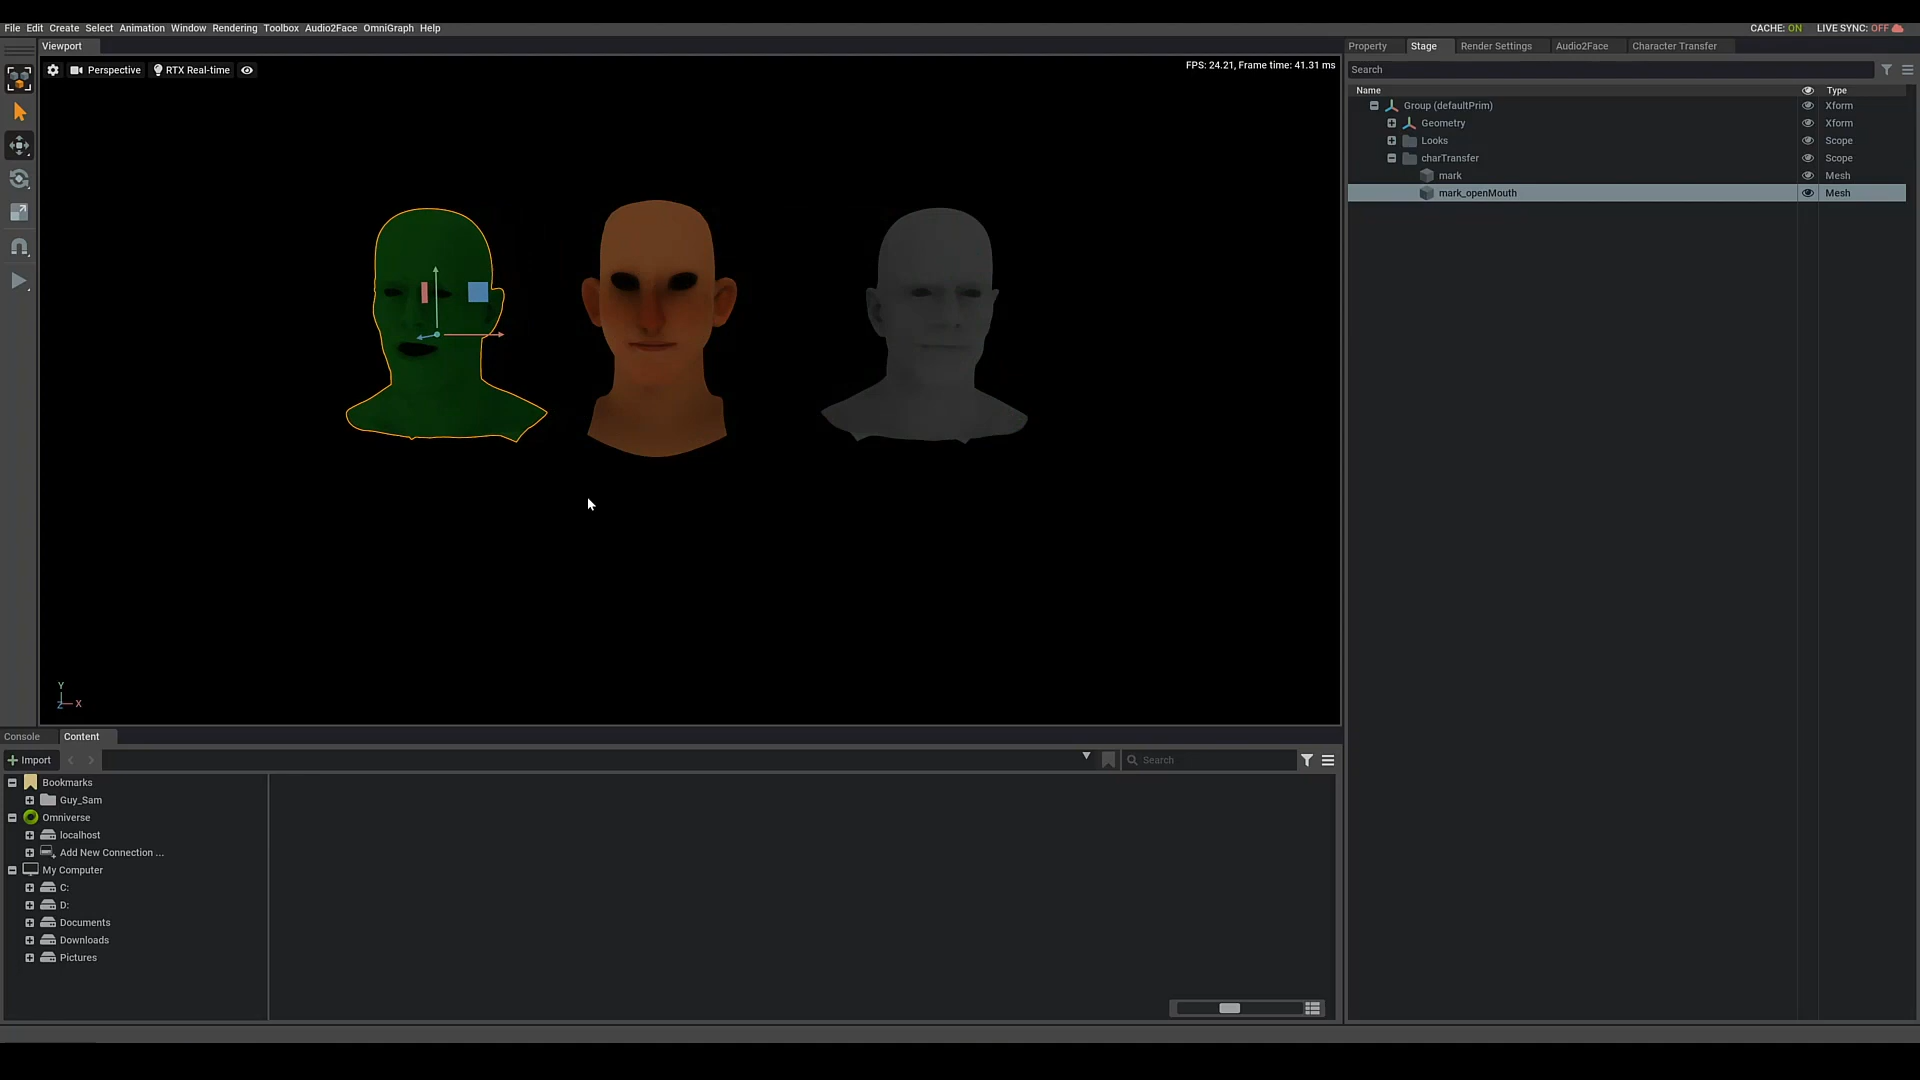 File Edit Create Select Animation Window Rendering Toolbox Audio2Face OmniGraph Help
CACHE: ON LIVE SYNC: OFF
Viewport
Property Stage Render Settings Audio2Face Character Transfer
Perspective RTX Real-time
FPS: 24.21, Frame time: 41.31 ms
Search
Name Type
Group (defaultPrim) Xform
Geometry Xform
Looks Scope
charTransfer Scope
mark Mesh
mark_openMouth Mesh
Y
Z X
Console Content
Import
Search
Bookmarks
Guy_Sam
Omniverse
localhost
Add New Connection ...
My Computer
C:
D:
Documents
Downloads
Pictures